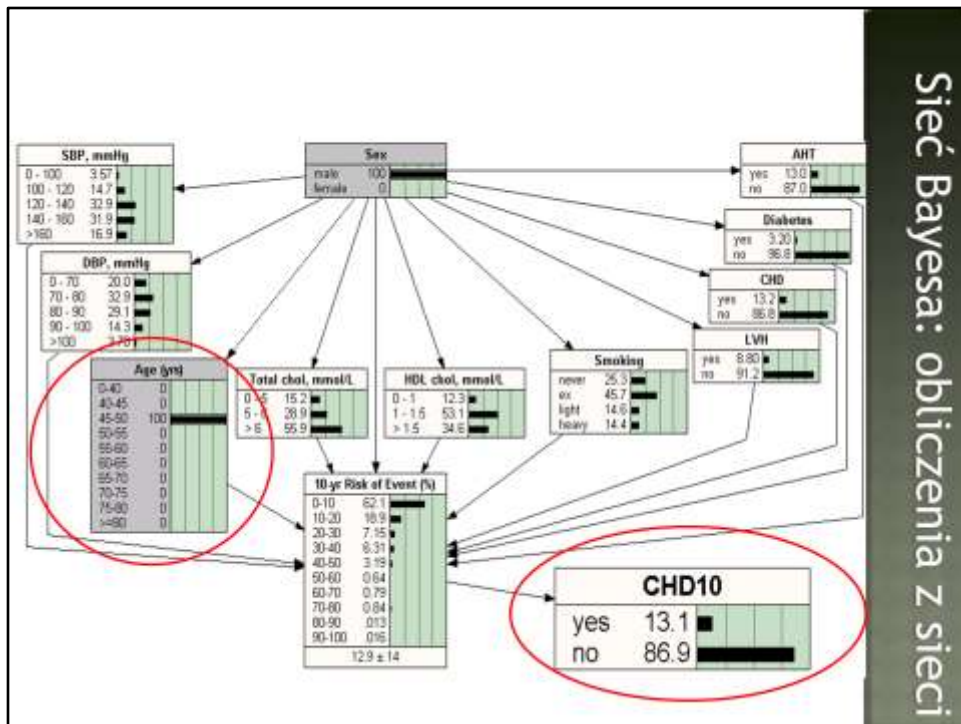 Sieć Bayesa: obliczenia z sieci
SBP, mmHg
0 - 100 3.57
100 - 120 14.7
120 - 140 32.9
140 - 160 31.9
>160 16.9
Sex
male 100
female 0
AHT
yes 13.0
no 87.0
Diabetes
yes 3.20
no 96.8
DBP, mmHg
0 - 70 20.0
70 - 80 32.9
80 - 90 29.1
90 - 100 14.3
>100
CHD
yes 13.2
no 86.8
LVH
yes 8.80
no 91.2
Age (yrs)
0-40 0
40-45 0
45-50 100
50-55 0
55-60 0
60-65 0
65-70 0
70-75 0
75-80 0
>=80 0
Total chol, mmol/L
0 - 5 15.2
5 - 6 28.9
> 6 55.9
HDL chol, mmol/L
0 - 1 12.3
1 - 1.5 53.1
> 1.5 34.6
Smoking
never 25.3
ex 45.7
light 14.6
heavy 14.4
10-yr Risk of Event (%)
0-10 62.1
10-20 18.9
20-30 7.15
30-40 6.31
40-50 3.19
50-60 0.64
60-70 0.79
70-80 0.84
80-90 .013
90-100 .016
12.9 ± 14
CHD10
yes 13.1
no 86.9